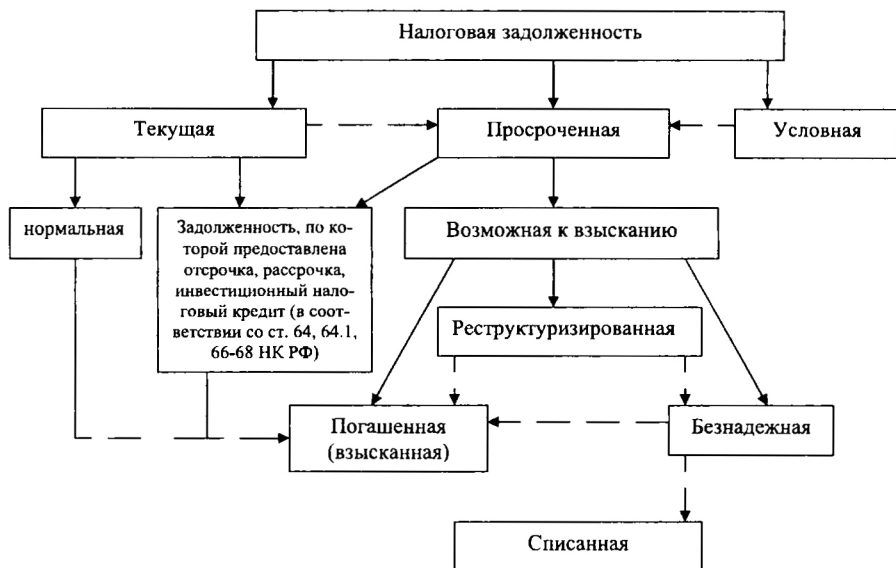 Налоговая задолженность
Текущая
Просроченная
Условная
нормальная
Задолженность, по ко-
торой предоставлена
отсрочка, рассрочка,
инвестиционный нало-
говый кредит (в соот-
ветствии со ст. 64, 64.1,
66-68 НК РФ)
Возможная к взысканию
Реструктуризированная
Погашенная
(взысканная)
Безнадежная
Списанная